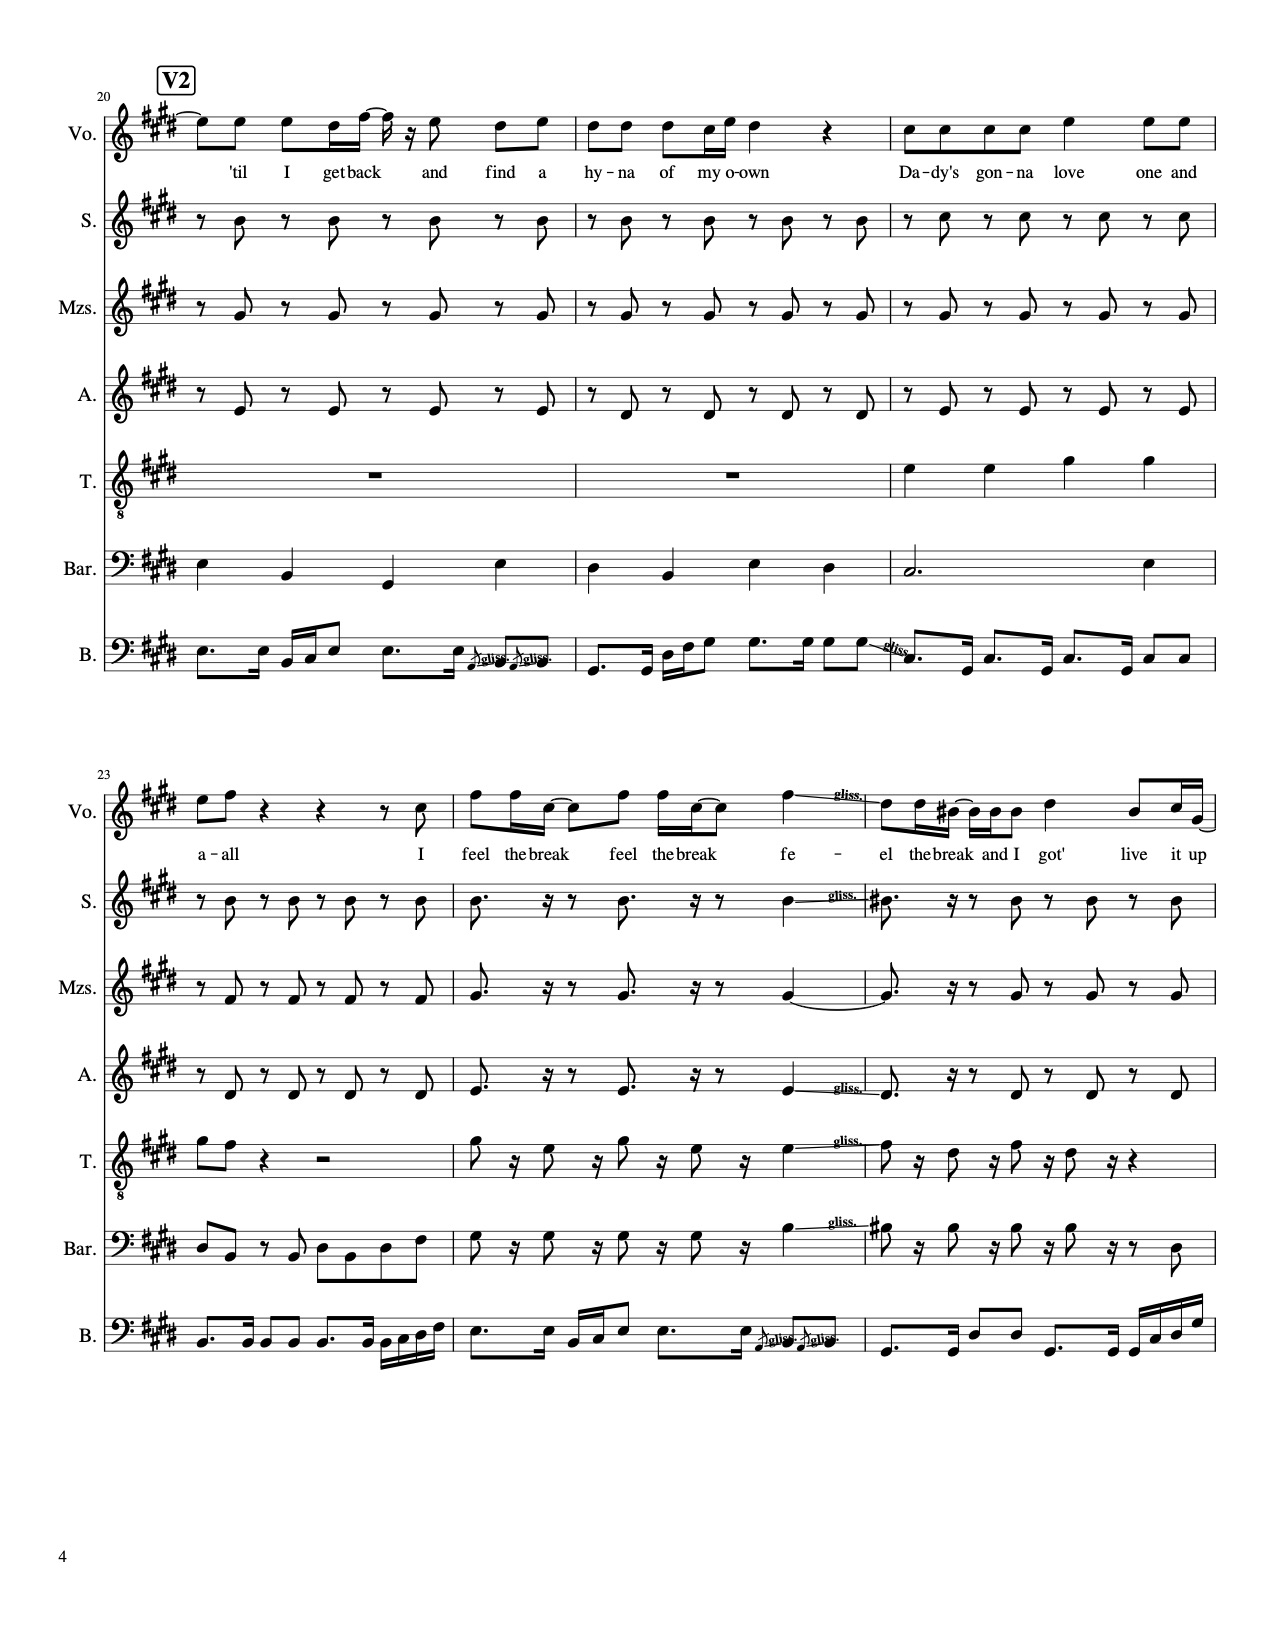 V2
20
Vo.
'til I get back and find a hy - na of my o-own Da-dy's gon-na love one and
S.
Mzs.
A.
T.
8
Bar.
B.
gliss. gliss. gliss.
23
Vo.
gliss.
a-all I feel the break feel the break fe - el the break and I got' live it up
S.
gliss.
Mzs.
A.
gliss.
T.
gliss.
8
Bar.
gliss.
B.
gliss. gliss.
4